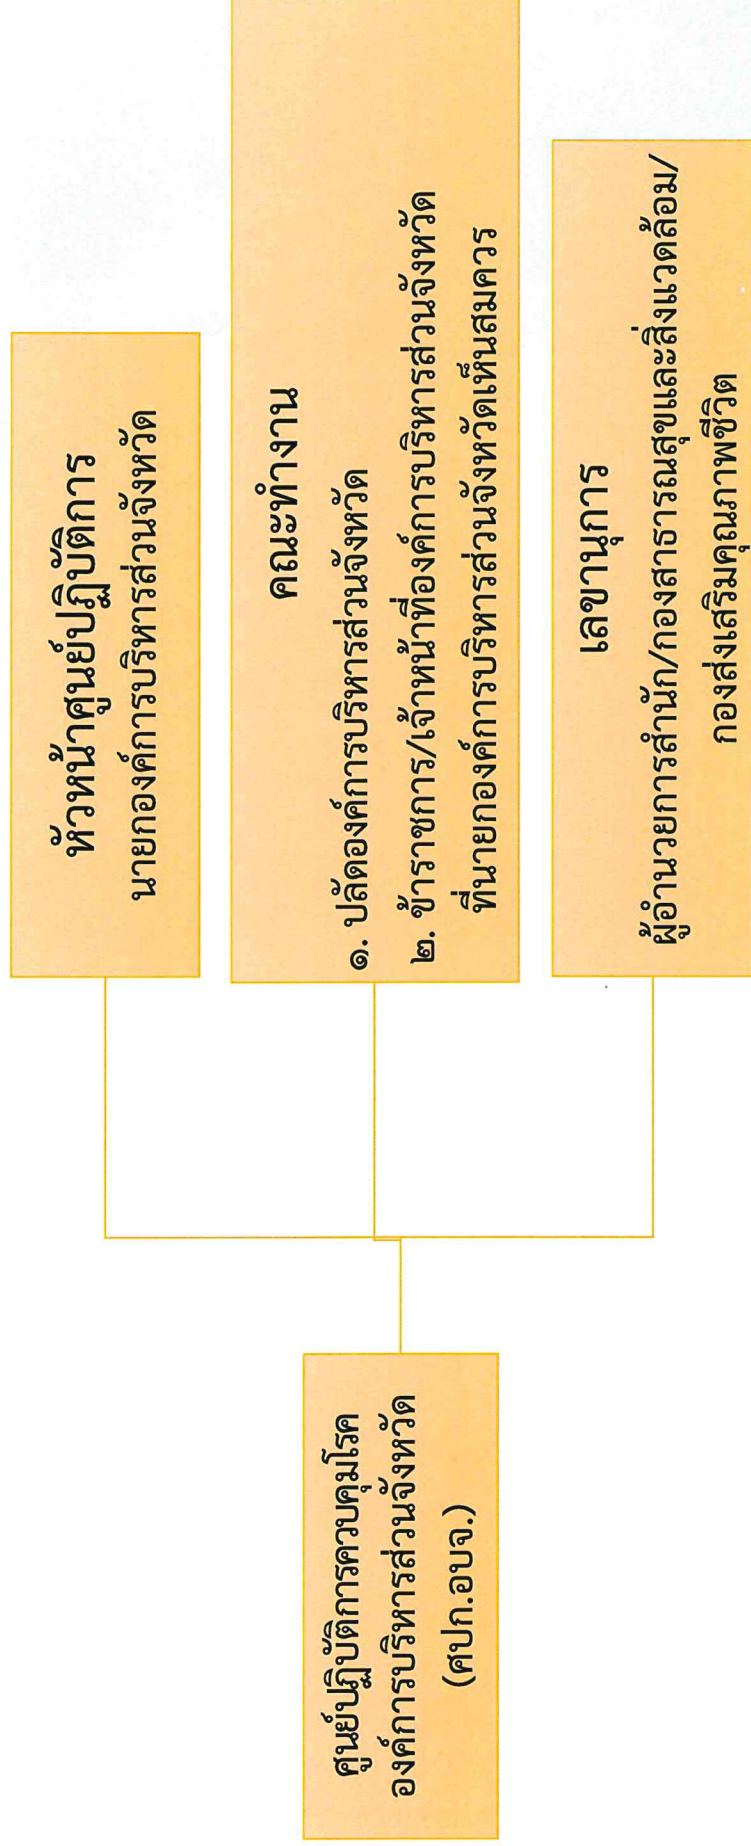 ศูนย์ปฏิบัติการควบคุมโรค
องค์การบริหารส่วนจังหวัด
(ศปก.อบจ.)
หัวหน้าศูนย์ปฏิบัติการ
นายกองค์การบริหารส่วนจังหวัด
คณะทำงาน
๑. ปลัดองค์การบริหารส่วนจังหวัด
๒. ข้าราชการ/เจ้าหน้าที่องค์การบริหารส่วนจังหวัด
ที่นายกองค์การบริหารส่วนจังหวัดเห็นสมควร
เลขานุการ
ผู้อำนวยการสำนัก/กองสาธารณสุขและสิ่งแวดล้อม/
กองส่งเสริมคุณภาพชีวิต